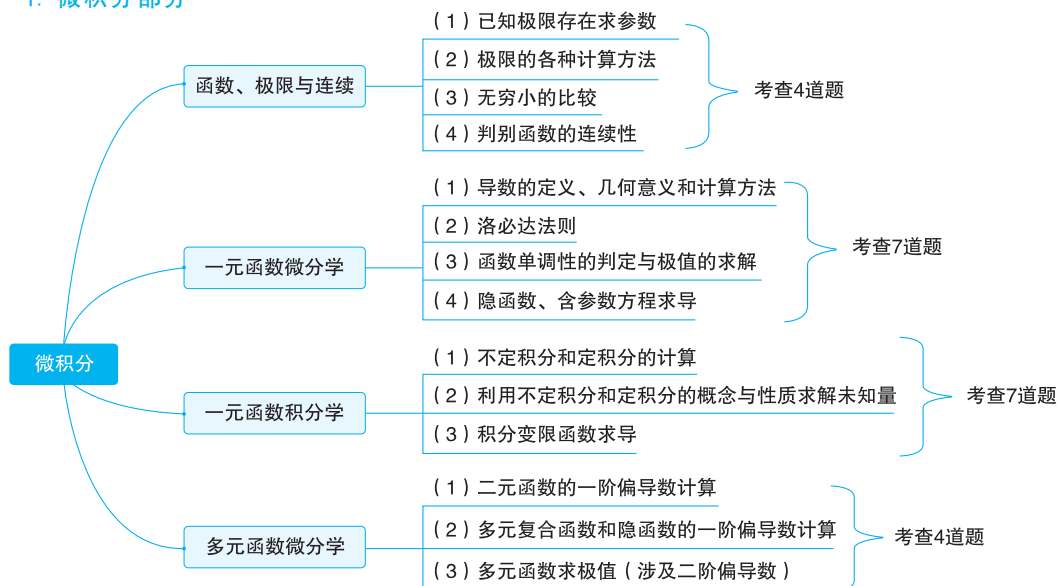 1. 微积分部分
（1）已知极限存在求参数
（2）极限的各种计算方法
函数、极限与连续
考查4道题
（3）无穷小的比较
（4）判别函数的连续性
（1）导数的定义、几何意义和计算方法
（2）洛必达法则
考查7道题
一元函数微分学
（3）函数单调性的判定与极值的求解
（4）隐函数、含参数方程求导
微积分
（1）不定积分和定积分的计算
（2）利用不定积分和定积分的概念与性质求解未知量
考查7道题
一元函数积分学
（3）积分变限函数求导
（1）二元函数的一阶偏导数计算
（2）多元复合函数和隐函数的一阶偏导数计算
考查4道题
多元函数微分学
（3）多元函数求极值（涉及二阶偏导数）